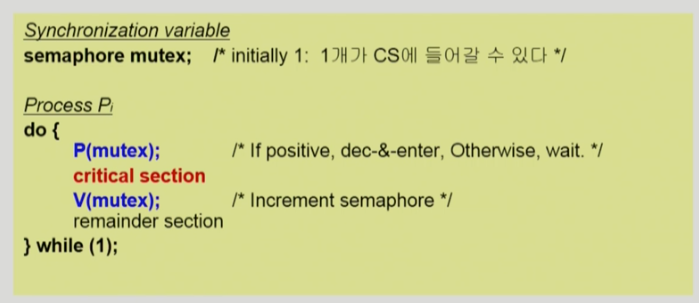 Synchronization variable
semaphore mutex; /* initially 1: 1개가 CS에 들어갈 수 있다 */
Process Pi
do {
P(mutex); /* If positive, dec-&-enter, Otherwise, wait. */
critical section
V(mutex); /* Increment semaphore */
remainder section
} while (1);